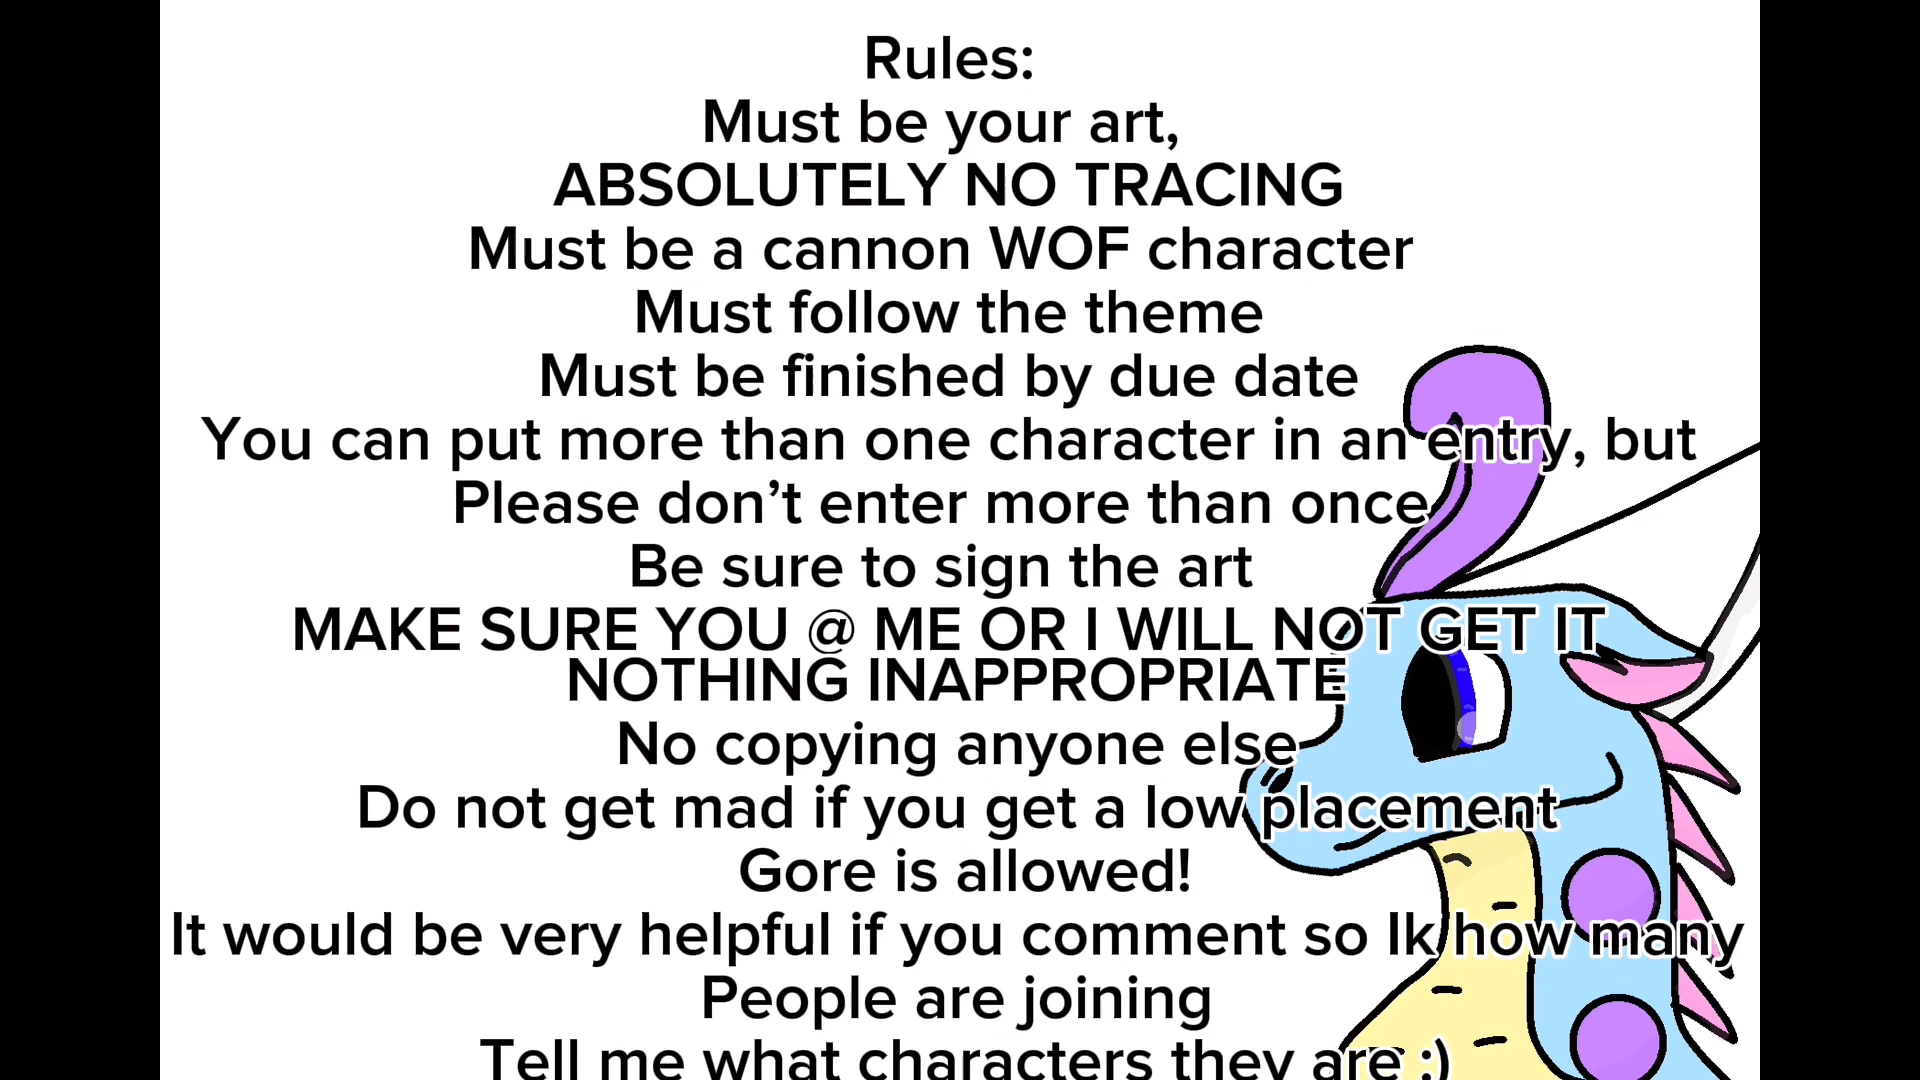 Rules:
Must be your art,
ABSOLUTELY NO TRACING
Must be a cannon WOF character
Must follow the theme
Must be finished by due date
You can put more than one character in an entry, but
Please don’t enter more than once
Be sure to sign the art
MAKE SURE YOU @ ME OR I WILL NOT GET IT
NOTHING INAPPROPRIATE
No copying anyone else
Do not get mad if you get a low placement
Gore is allowed!
It would be very helpful if you comment so Ik how many
People are joining
Tell me what characters they are :)